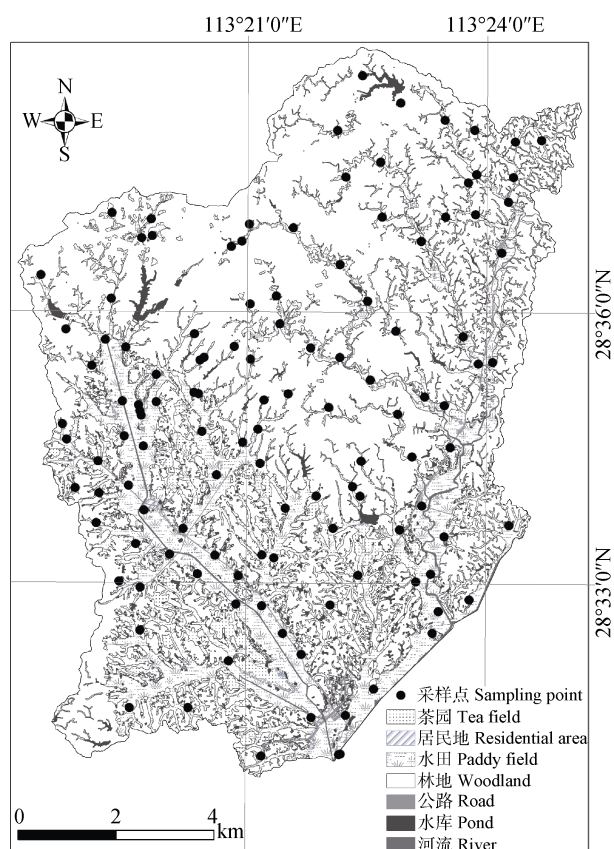 113°21′0″E 113°24′0″E
N
W E
S
28°36′0″N
28°33′0″N
采样点 Sampling point
茶园 Tea field
居民地 Residential area
水田 Paddy field
林地 Woodland
公路 Road
水库 Pond
河流 River
0 2 4
km